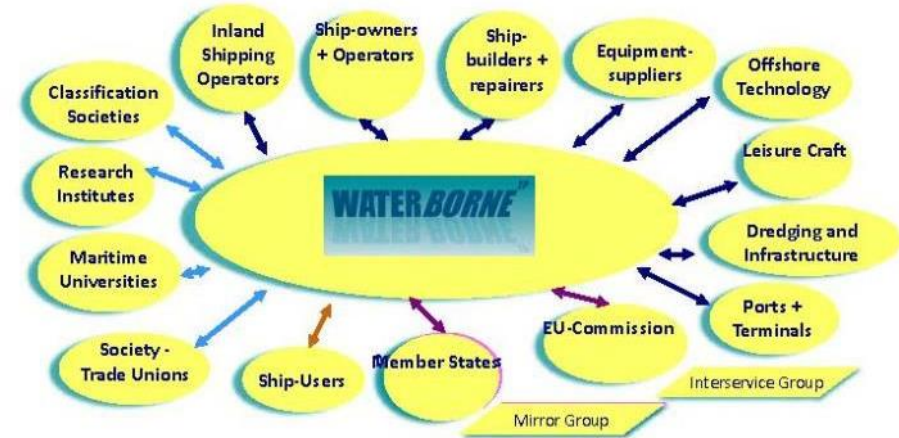 Inland
Shipping
Operators
Ship-owners
+ Operators
Ship-
builders +
repairers
Equipment-
suppliers
Offshore
Technology
Classification
Societies
Leisure Craft
Research
Institutes
WATERBORNE TP
Dredging and
Infrastructure
Maritime
Universities
Ports +
Terminals
EU-Commission
Society -
Trade Unions
Ship-Users
Member States
Interservice Group
Mirror Group